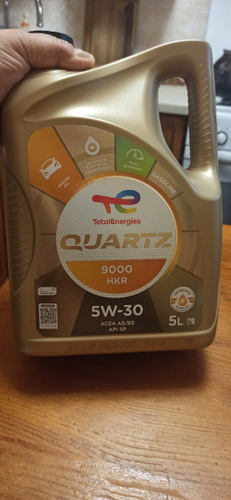 GASOLINE
TotalEnergies
QUARTZ
9000
HKR
5W-30
ACEA A5/B5
API SP
5L